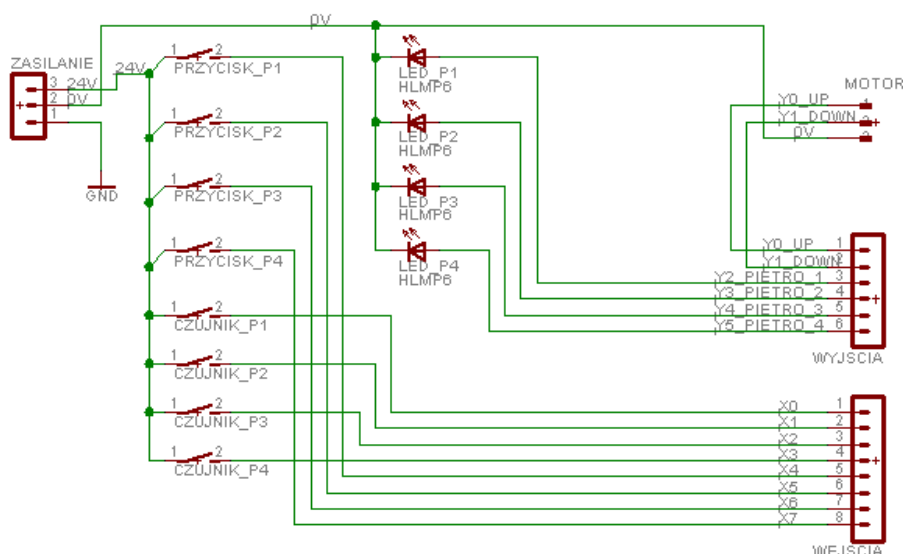 0V
ZASILANIE
24V
3 24V
2 0V
1
GND
1 2
PRZYCISK_P1
1 2
PRZYCISK_P2
1 2
PRZYCISK_P3
1 2
PRZYCISK_P4
1 2
CZUJNIK_P1
1 2
CZUJNIK_P2
1 2
CZUJNIK_P3
1 2
CZUJNIK_P4
LED_P1
HLMP6
LED_P2
HLMP6
LED_P3
HLMP6
LED_P4
HLMP6
MOTOR
Y0_UP 1
Y1_DOWN 2
0V 3
Y0_UP 1
Y1_DOWN 2
Y2_PIETRO_1 3
Y3_PIETRO_2 4
Y4_PIETRO_3 5
Y5_PIETRO_4 6
WYJSCIA
X0 1
X1 2
X2 3
X3 4
X4 5
X5 6
X6 7
X7 8
WEJSCIA